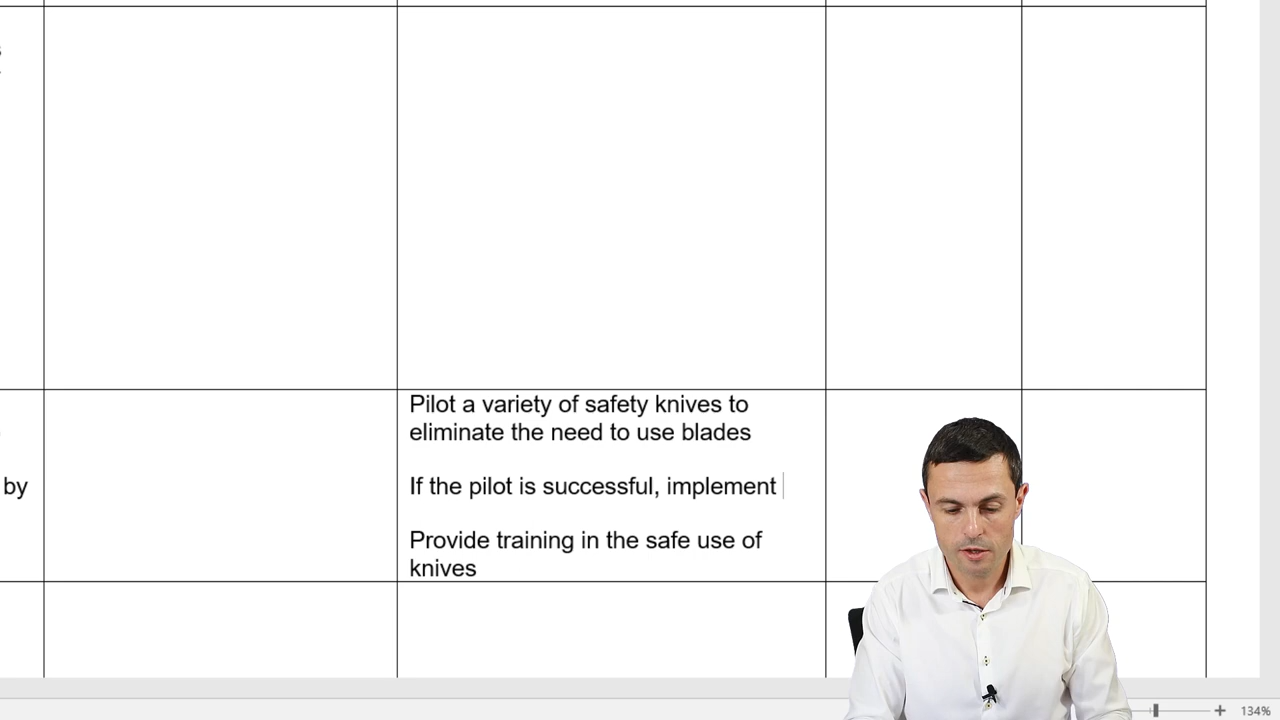 Pilot a variety of safety knives to
eliminate the need to use blades
by
If the pilot is successful, implement
Provide training in the safe use of
knives
134%